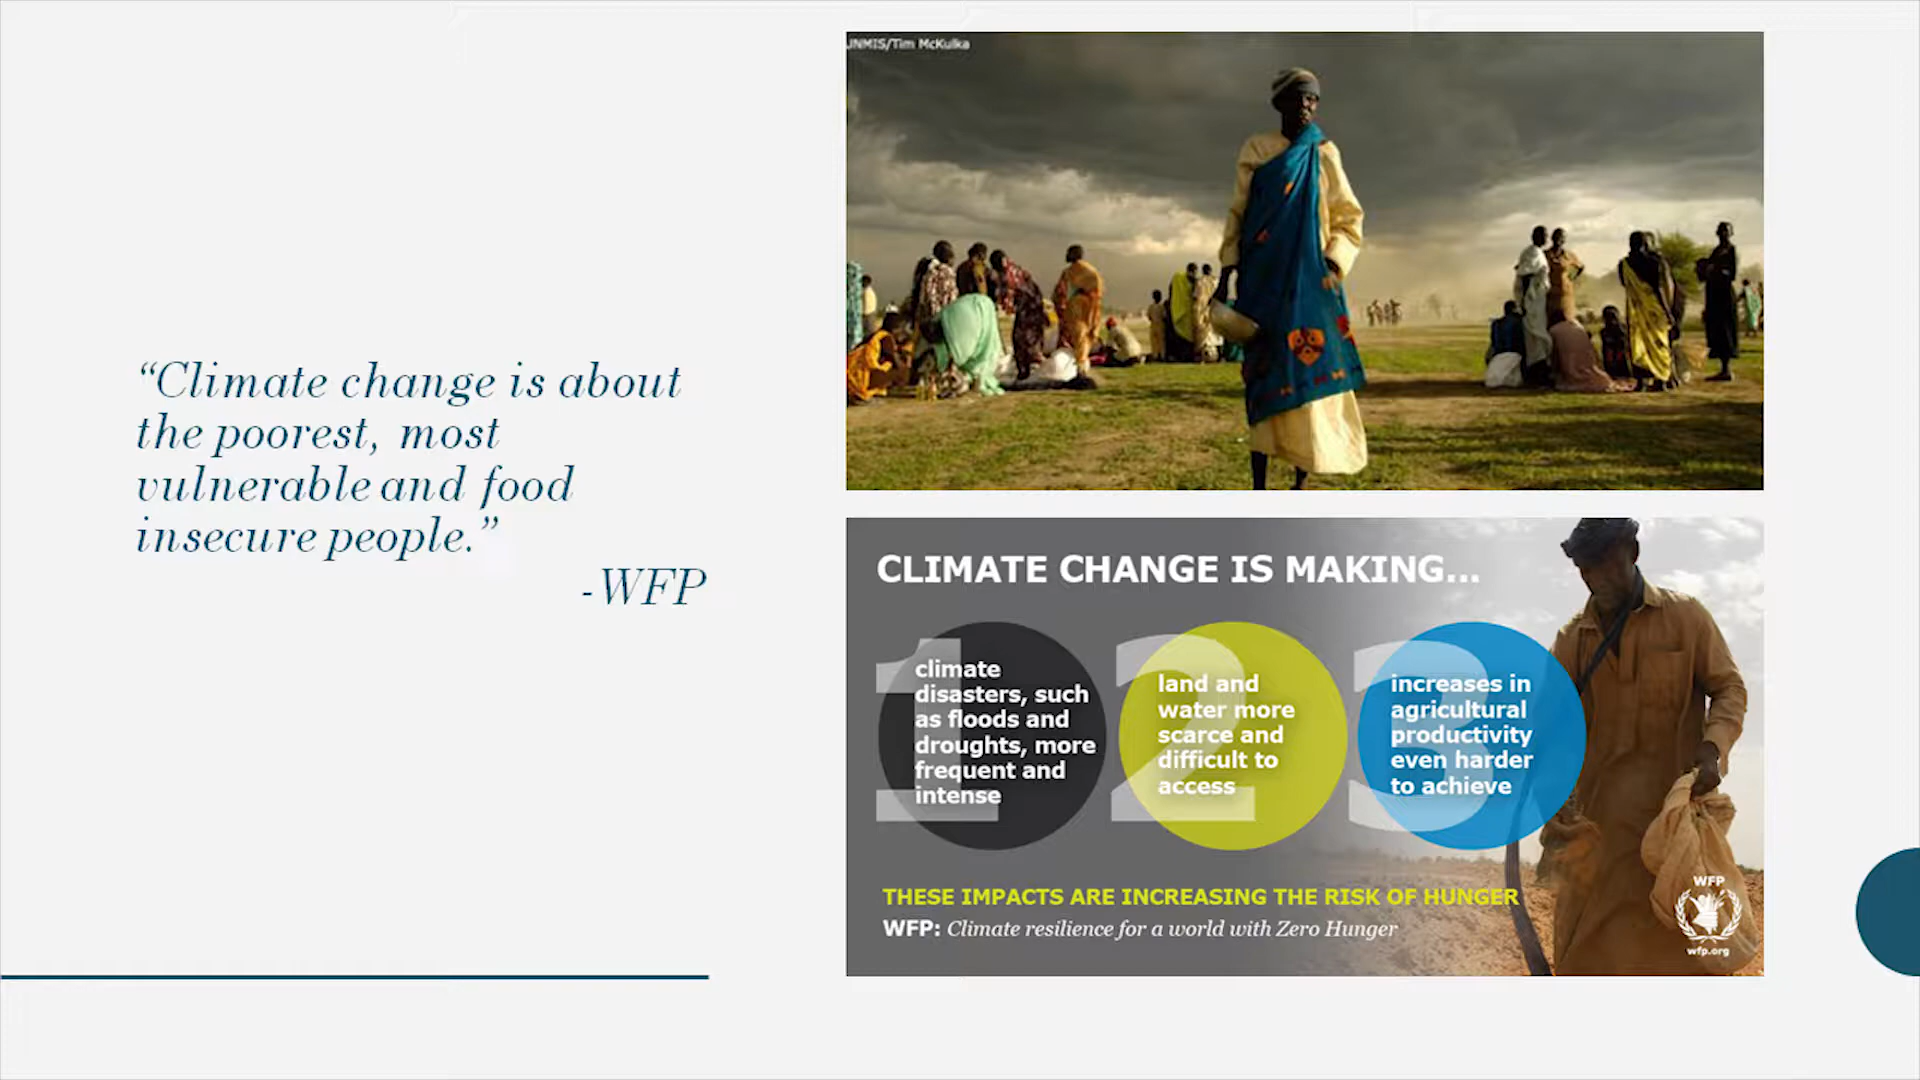 “Climate change is about
the poorest, most
vulnerable and food
insecure people.”
-WFP
UNMIS/Tim McKulka
CLIMATE CHANGE IS MAKING...
1
climate
disasters, such
as floods and
droughts, more
frequent and
intense
2
land and
water more
scarce and
difficult to
access
3
increases in
agricultural
productivity
even harder
to achieve
THESE IMPACTS ARE INCREASING THE RISK OF HUNGER
WFP: Climate resilience for a world with Zero Hunger
WFP
wfp.org